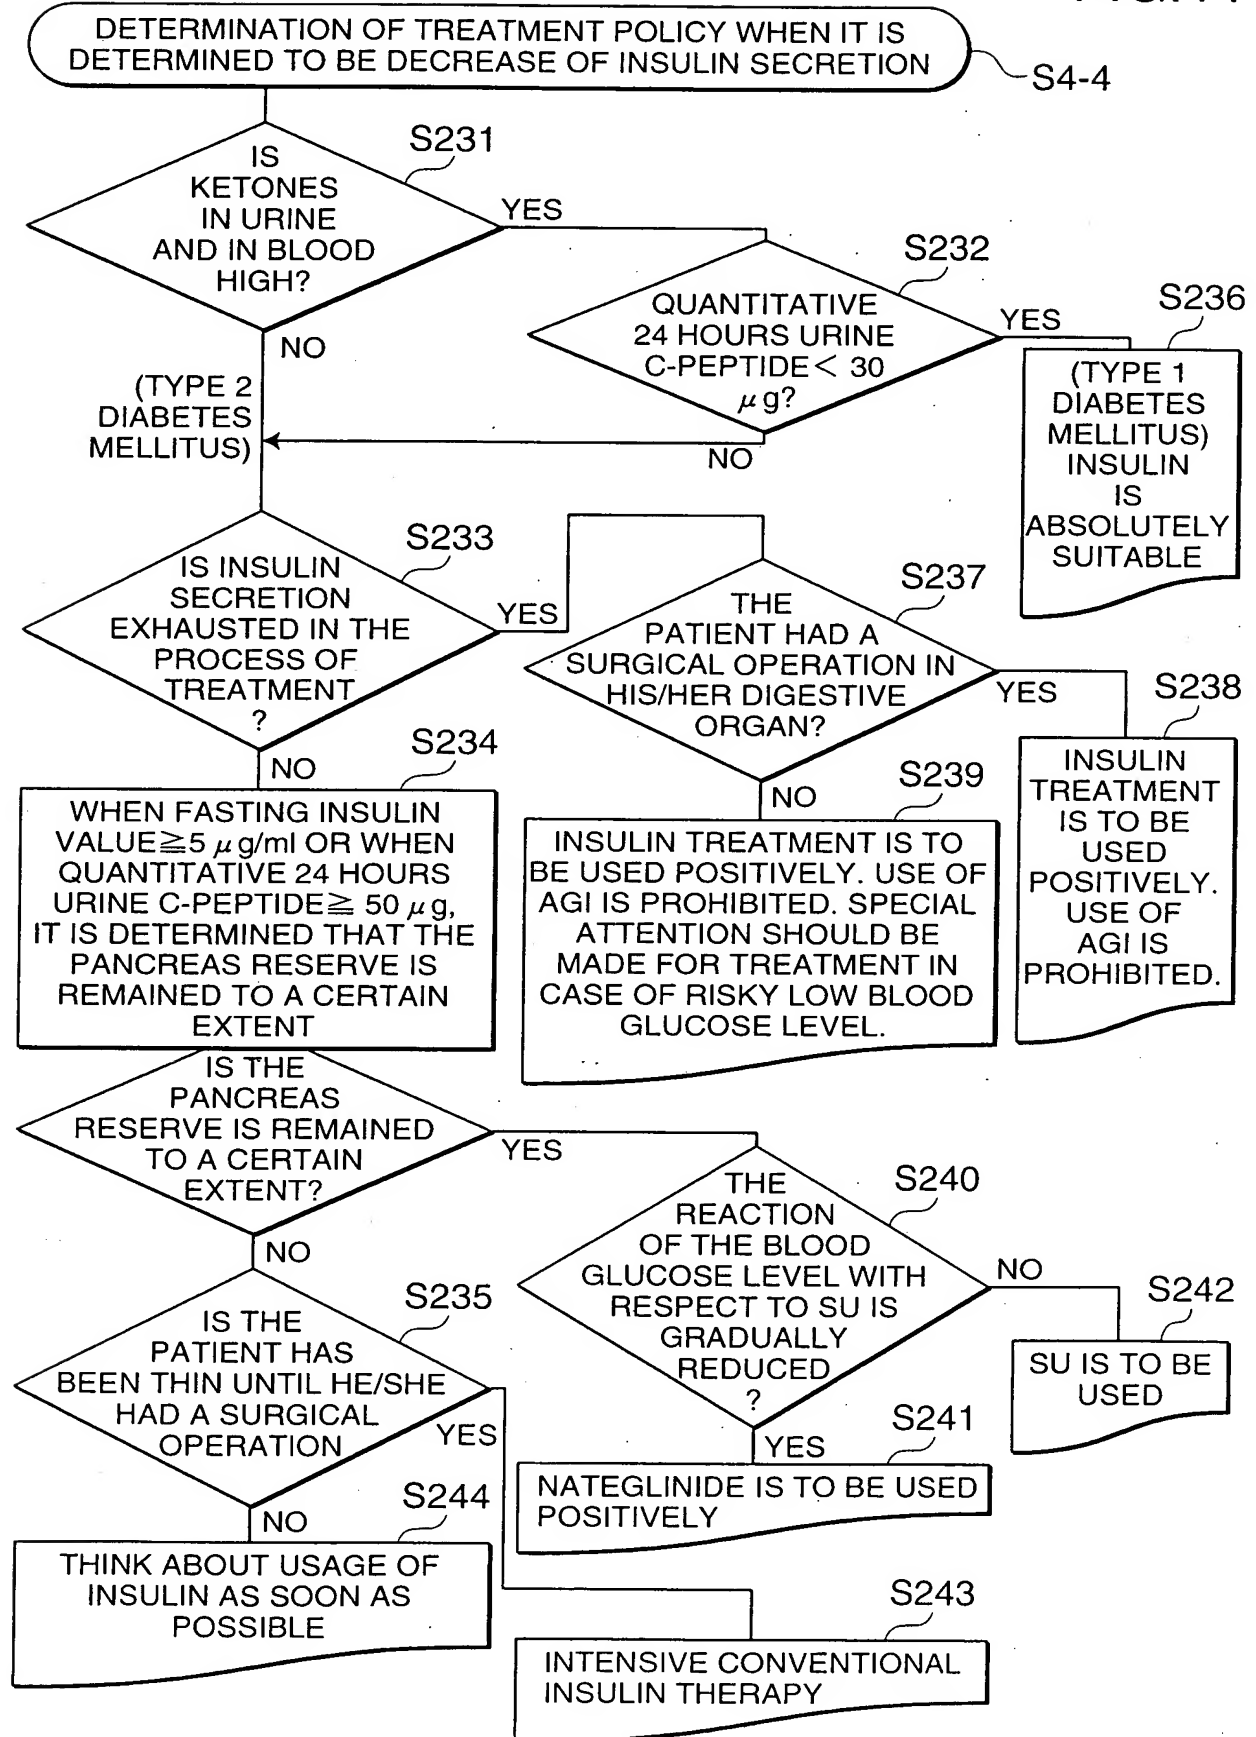 DETERMINATION OF TREATMENT POLICY WHEN IT IS
DETERMINED TO BE DECREASE OF INSULIN SECRETION
S4-4
S231
IS
KETONES
IN URINE
AND IN BLOOD
HIGH?
YES
NO
S232
QUANTITATIVE
24 HOURS URINE
C-PEPTIDE< 30
μg?
YES
NO
S236
(TYPE 1
DIABETES
MELLITUS)
INSULIN
IS
ABSOLUTELY
SUITABLE
(TYPE 2
DIABETES
MELLITUS)
S233
IS INSULIN
SECRETION
EXHAUSTED IN THE
PROCESS OF
TREATMENT
?
YES
NO
S237
THE
PATIENT HAD A
SURGICAL OPERATION IN
HIS/HER DIGESTIVE
ORGAN?
YES
NO
S238
INSULIN
TREATMENT
IS TO BE
USED
POSITIVELY.
USE OF
AGI IS
PROHIBITED.
S234
WHEN FASTING INSULIN
VALUE≧5 μg/ml OR WHEN
QUANTITATIVE 24 HOURS
URINE C-PEPTIDE≧ 50 μg,
IT IS DETERMINED THAT THE
PANCREAS RESERVE IS
REMAINED TO A CERTAIN
EXTENT
S239
INSULIN TREATMENT IS TO
BE USED POSITIVELY. USE OF
AGI IS PROHIBITED. SPECIAL
ATTENTION SHOULD BE
MADE FOR TREATMENT IN
CASE OF RISKY LOW BLOOD
GLUCOSE LEVEL.
IS THE
PANCREAS
RESERVE IS REMAINED
TO A CERTAIN
EXTENT?
YES
NO
S240
THE
REACTION
OF THE BLOOD
GLUCOSE LEVEL WITH
RESPECT TO SU IS
GRADUALLY
REDUCED
?
NO
YES
S242
SU IS TO BE
USED
S235
IS THE
PATIENT HAS
BEEN THIN UNTIL HE/SHE
HAD A SURGICAL
OPERATION
YES
NO
S241
NATEGLINIDE IS TO BE USED
POSITIVELY
S244
THINK ABOUT USAGE OF
INSULIN AS SOON AS
POSSIBLE
S243
INTENSIVE CONVENTIONAL
INSULIN THERAPY